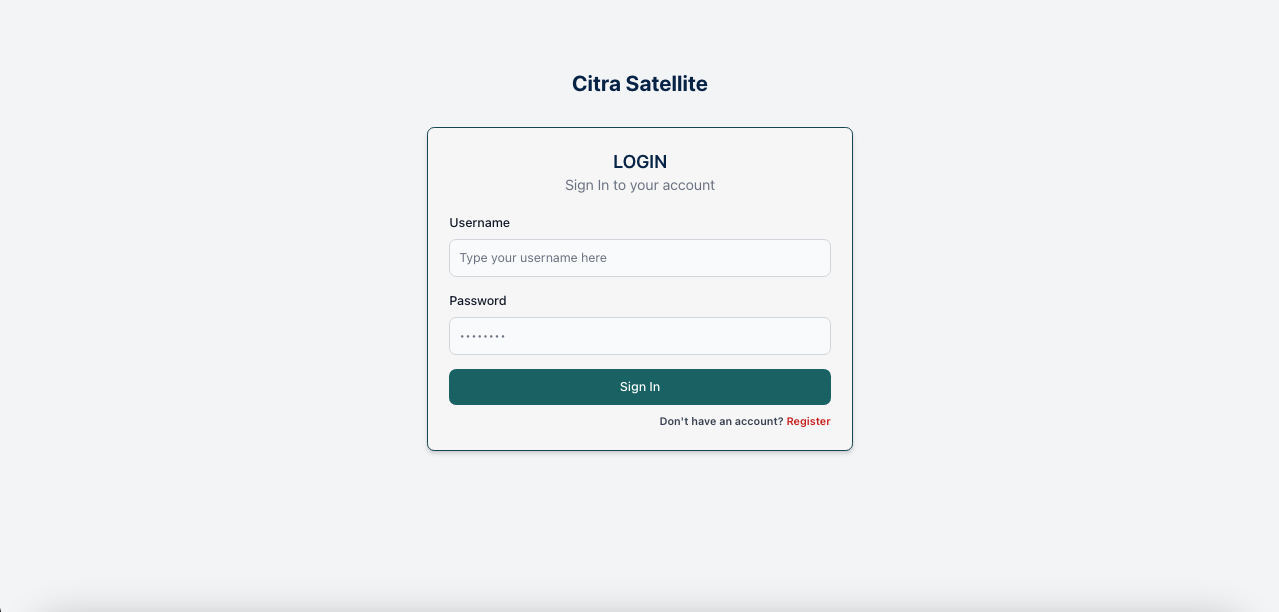 Citra Satellite
LOGIN
Sign In to your account
Username
Type your username here
Password
••••••••
Sign In
Don't have an account? Register